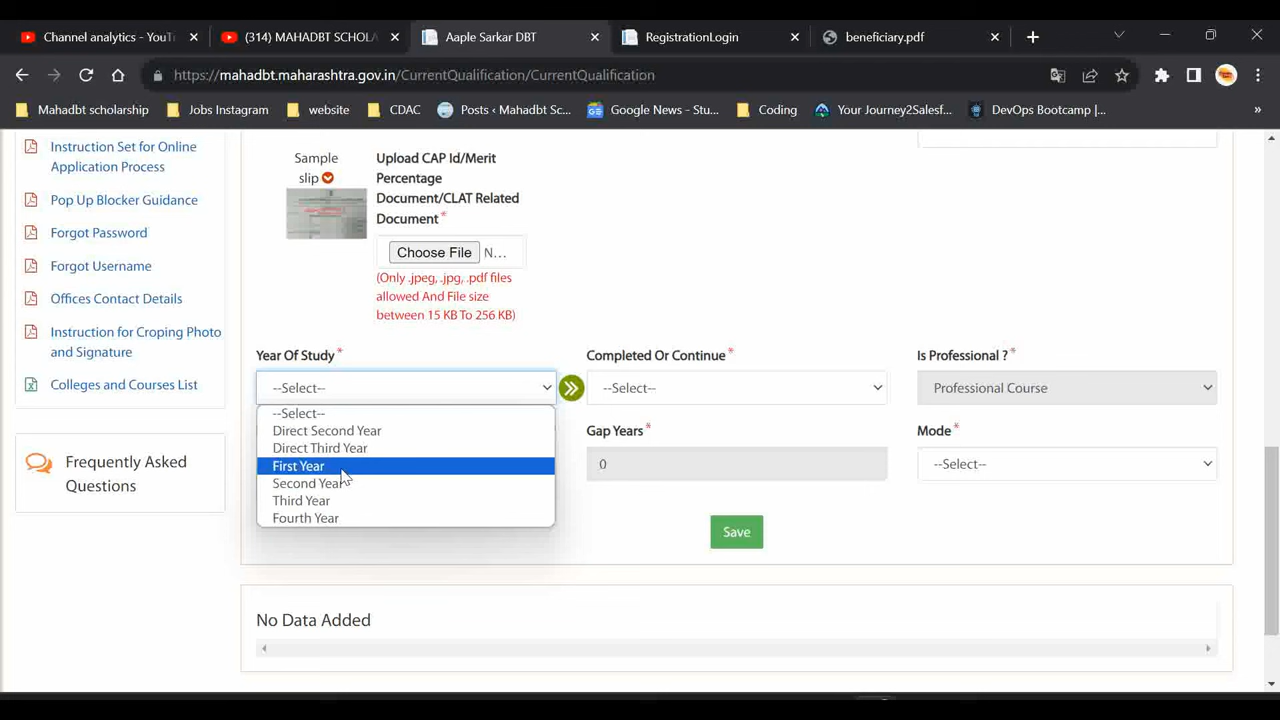 Channel analytics - YouT
(314) MAHADBT SCHOLA
Aaple Sarkar DBT
RegistrationLogin
beneficiary.pdf
https://mahadbt.maharashtra.gov.in/CurrentQualification/CurrentQualification
Mahadbt scholarship
Jobs Instagram
website
CDAC
Posts ‹ Mahadbt Sc...
Google News - Stu...
Coding
Your Journey2Salesf...
DevOps Bootcamp |...
»
Instruction Set for Online
Application Process
Pop Up Blocker Guidance
Forgot Password
Forgot Username
Offices Contact Details
Instruction for Croping Photo
and Signature
Colleges and Courses List
Frequently Asked
Questions
Sample
slip
Upload CAP Id/Merit
Percentage
Document/CLAT Related
Document *
Choose File N...
(Only .jpeg, .jpg, .pdf files
allowed And File size
between 15 KB To 256 KB)
Year Of Study *
--Select--
--Select--
Direct Second Year
Direct Third Year
First Year
Second Year
Third Year
Fourth Year
Completed Or Continue *
--Select--
Is Professional ? *
Professional Course
Gap Years *
0
Mode *
--Select--
Save
No Data Added